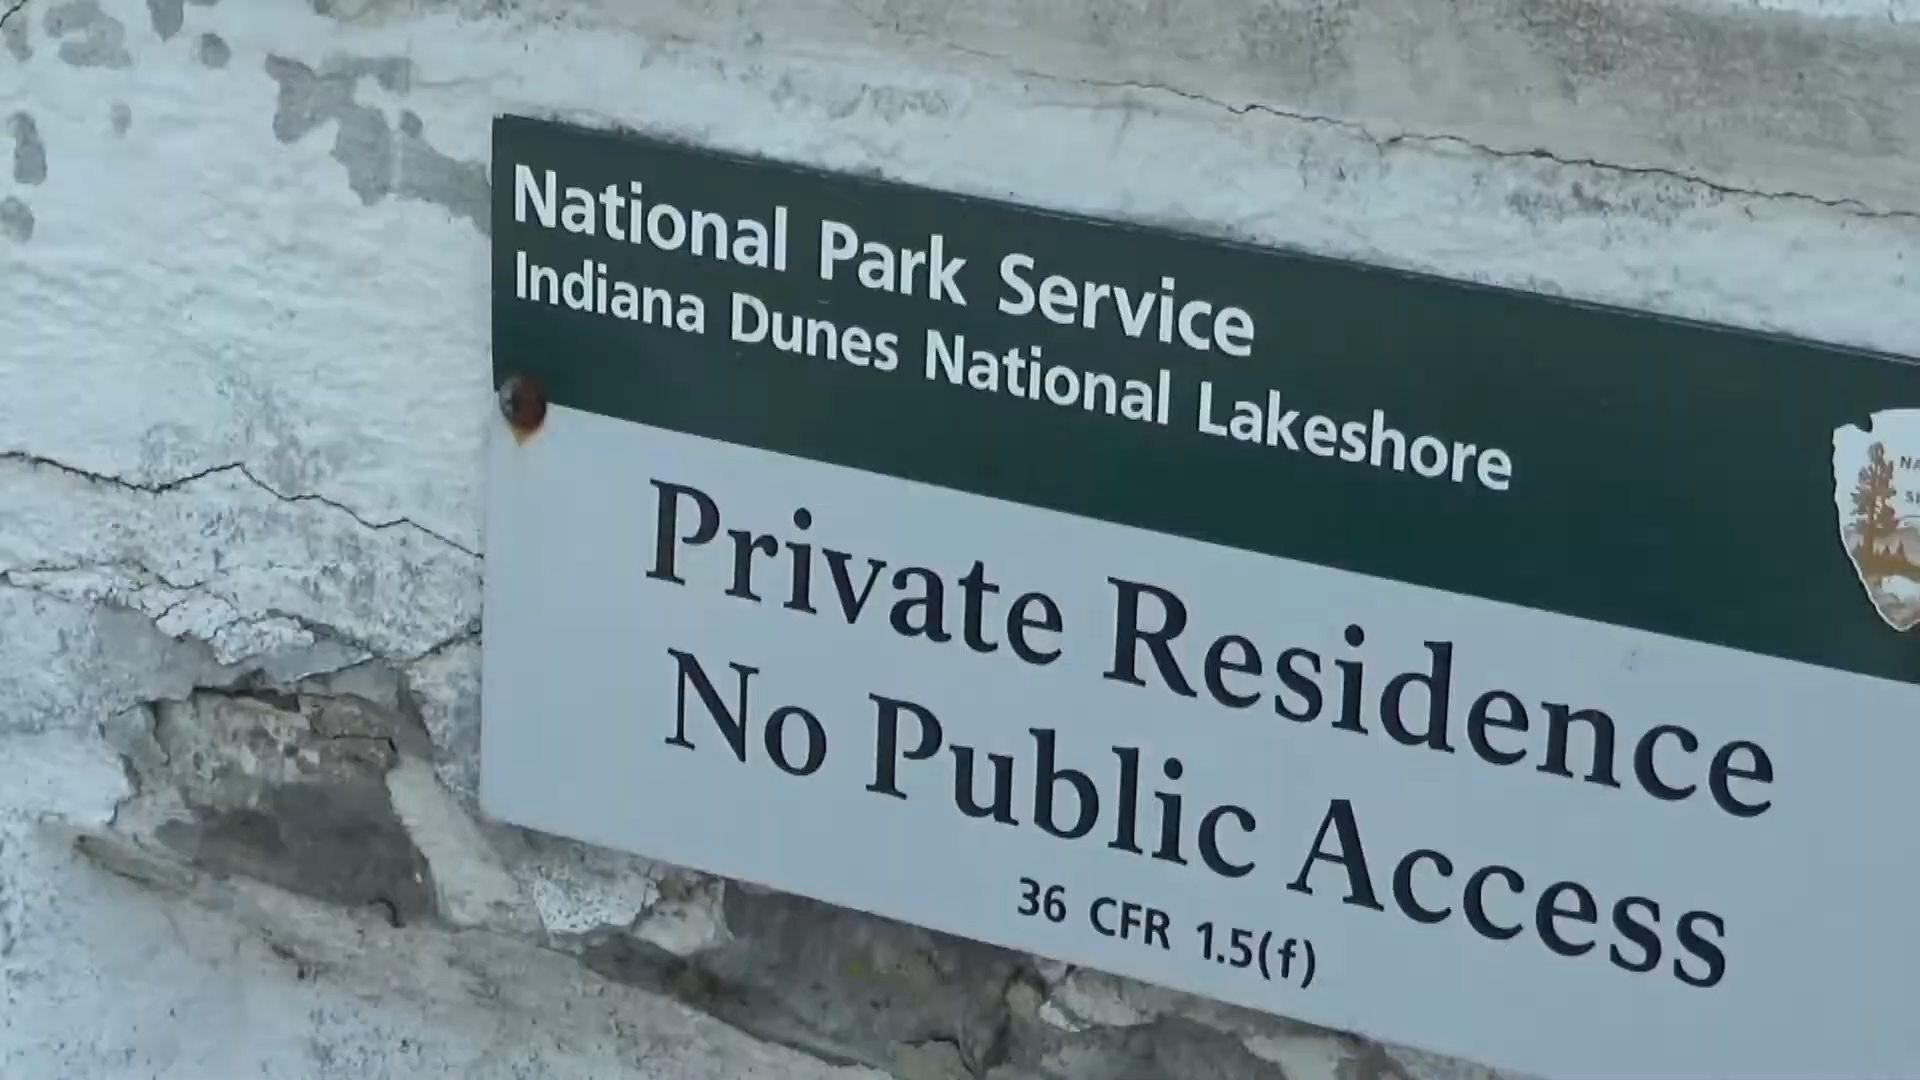 National Park Service
Indiana Dunes National Lakeshore
Private Residence
No Public Access
36 CFR 1.5(f)